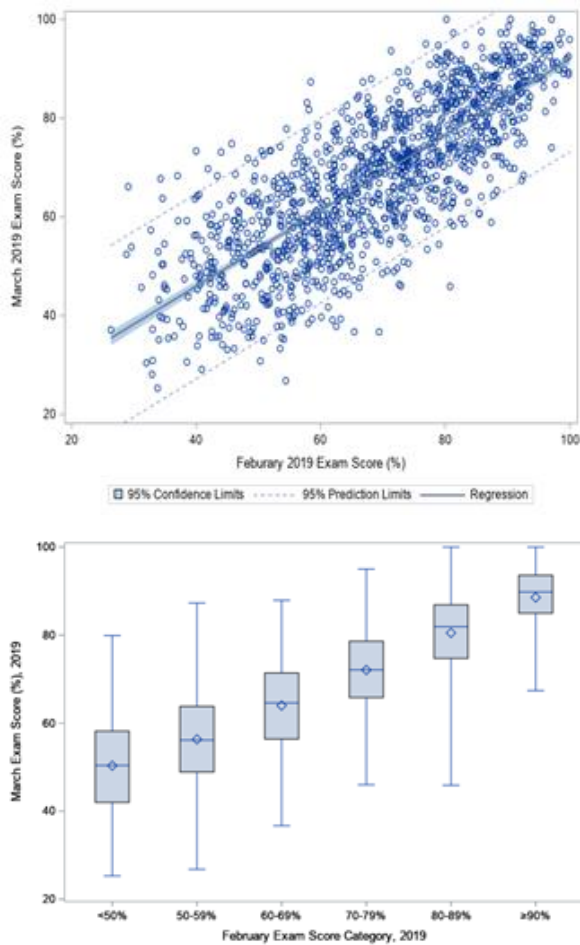 100
80
60
40
20
March 2019 Exam Score (%)
20 40 60 80 100
Feburary 2019 Exam Score (%)
95% Confidence Limits 95% Prediction Limits Regression
100
80
60
40
20
March Exam Score (%), 2019
<50% 50-59% 60-69% 70-79% 80-89% ≥90%
February Exam Score Category, 2019